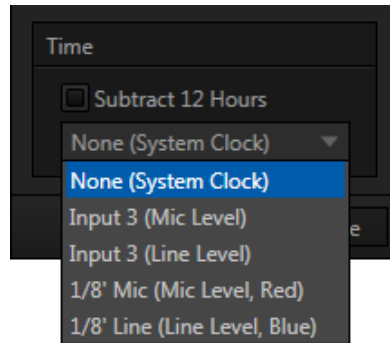 Time
Subtract 12 Hours
None (System Clock)
None (System Clock)
Input 3 (Mic Level)
Input 3 (Line Level)
e
1/8' Mic (Mic Level, Red)
1/8' Line (Line Level, Blue)